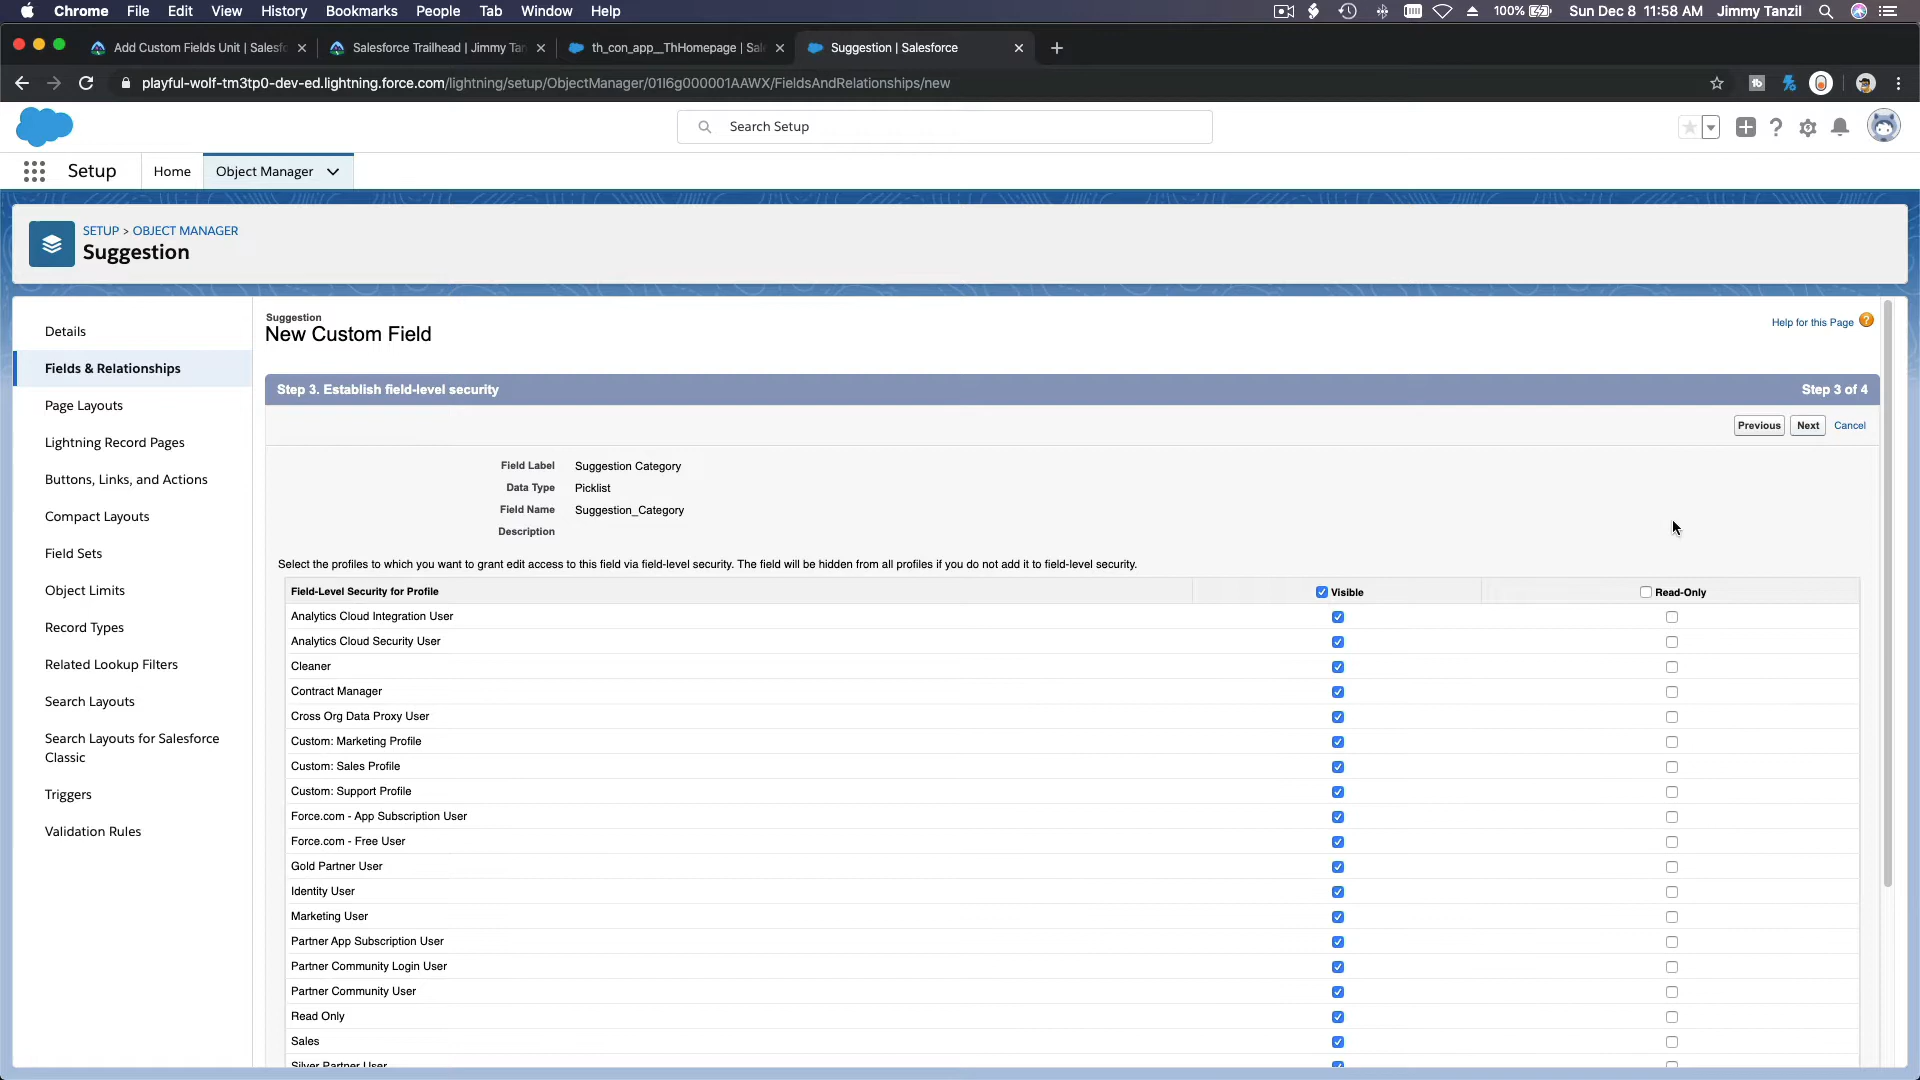 Chrome File Edit View History Bookmarks People Tab Window Help 100% Sun Dec 8 11:58 AM Jimmy Tanzil
Add Custom Fields Unit | Salesf Salesforce Trailhead | Jimmy Tan th_con_app__ThHomepage | Sal Suggestion | Salesforce
playful-wolf-tm3tp0-dev-ed.lightning.force.com/lightning/setup/ObjectManager/01I6g000001AAWX/FieldsAndRelationships/new
Search Setup
Setup Home Object Manager
SETUP > OBJECT MANAGER
Suggestion
Details
Fields & Relationships
Page Layouts
Lightning Record Pages
Buttons, Links, and Actions
Compact Layouts
Field Sets
Object Limits
Record Types
Related Lookup Filters
Search Layouts
Search Layouts for Salesforce
Classic
Triggers
Validation Rules
Suggestion
New Custom Field
Help for this Page ?
Step 3. Establish field-level security Step 3 of 4
Previous Next Cancel
Field Label Suggestion Category
Data Type Picklist
Field Name Suggestion_Category
Description
Select the profiles to which you want to grant edit access to this field via field-level security. The field will be hidden from all profiles if you do not add it to field-level security.
Field-Level Security for Profile Visible Read-Only
Analytics Cloud Integration User
Analytics Cloud Security User
Cleaner
Contract Manager
Cross Org Data Proxy User
Custom: Marketing Profile
Custom: Sales Profile
Custom: Support Profile
Force.com - App Subscription User
Force.com - Free User
Gold Partner User
Identity User
Marketing User
Partner App Subscription User
Partner Community Login User
Partner Community User
Read Only
Sales
Silver Partner User